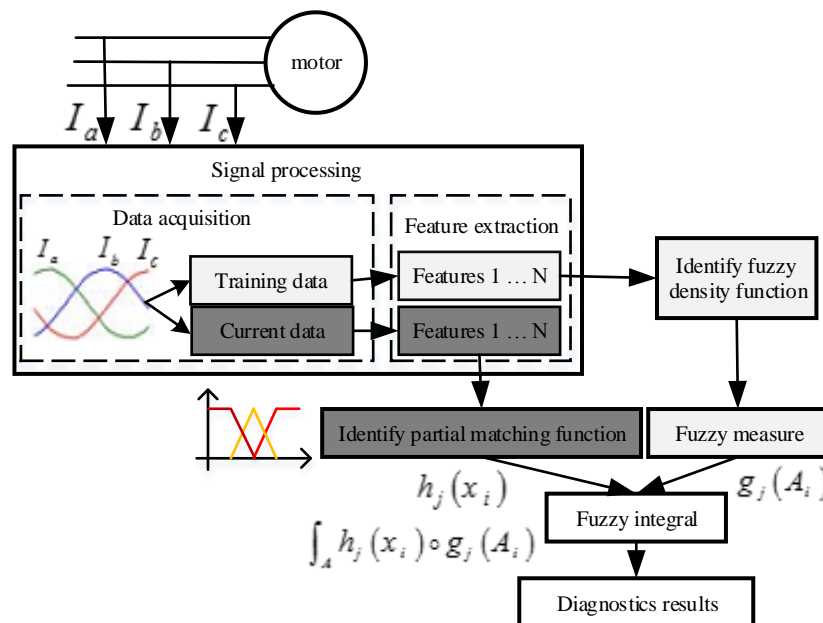 motor
I_a I_b I_c
Signal processing
Data acquisition
Feature extraction
I_a I_b I_c
Training data
Features 1 ... N
Identify fuzzy
density function
Current data
Features 1 ... N
Identify partial matching function
Fuzzy measure
h_j(x_i)
g_j(A_i)
Fuzzy integral
∫_A h_j(x_i)∘g_j(A_i)
Diagnostics results